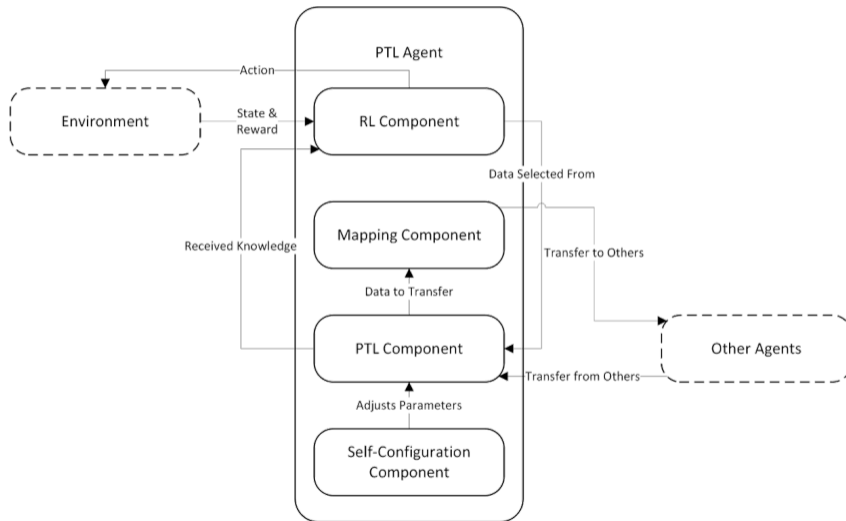 PTL Agent
Action
Environment
State &
Reward
RL Component
Data Selected From
Mapping Component
Received Knowledge
Transfer to Others
Data to Transfer
PTL Component
Other Agents
Transfer from Others
Adjusts Parameters
Self-Configuration
Component